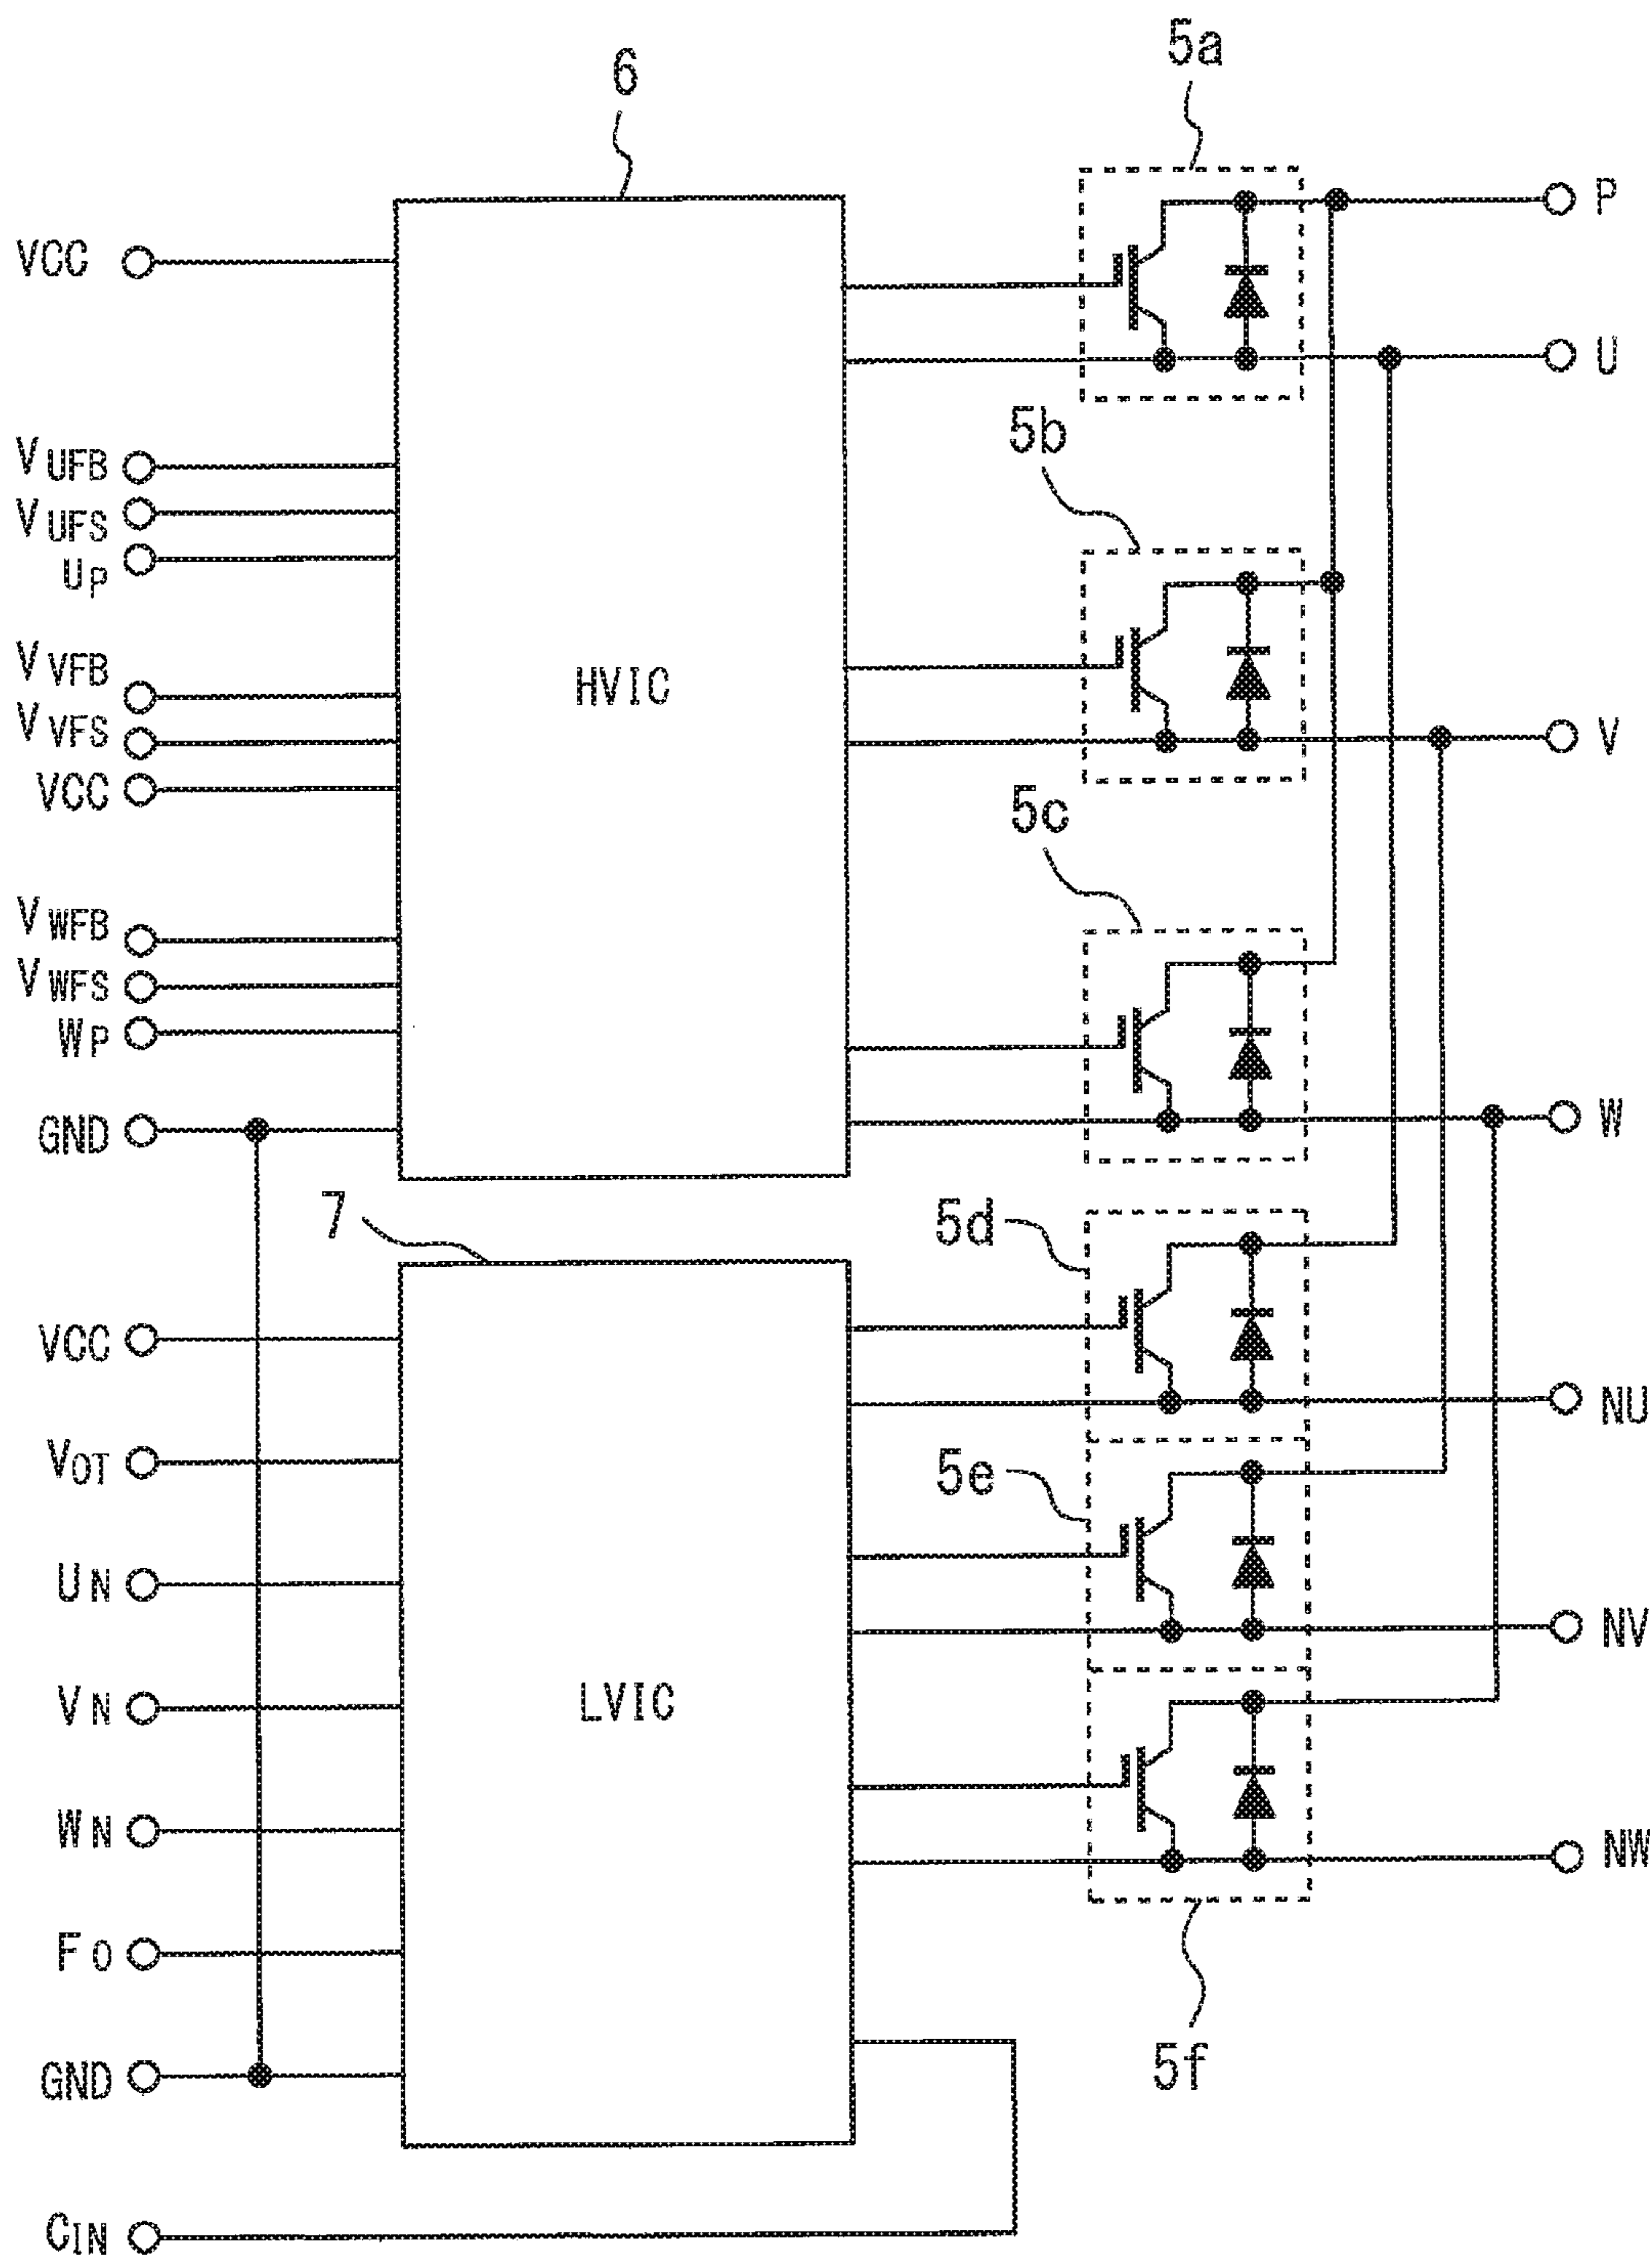 6
5a
VCC
P
U
VUFB
VUFS
UP
5b
VVFB
VVFS
VCC
HVIC
V
5c
VWFB
VWFS
WP
GND
W
7
5d
VCC
NU
VOT
5e
UN
NV
VN
LVIC
WN
NW
FO
GND
5f
CIN